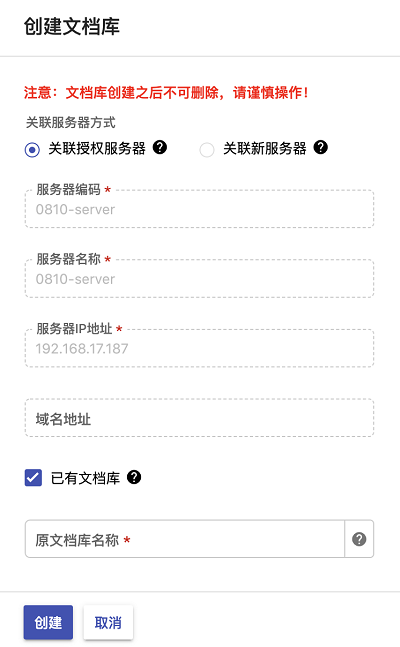 创建文档库
注意：文档库创建之后不可删除，请谨慎操作！
关联服务器方式
关联授权服务器 ? 关联新服务器 ?
服务器编码 *
0810-server
服务器名称 *
0810-server
服务器IP地址 *
192.168.17.187
域名地址
已有文档库 ?
原文档库名称 * ?
创建 取消